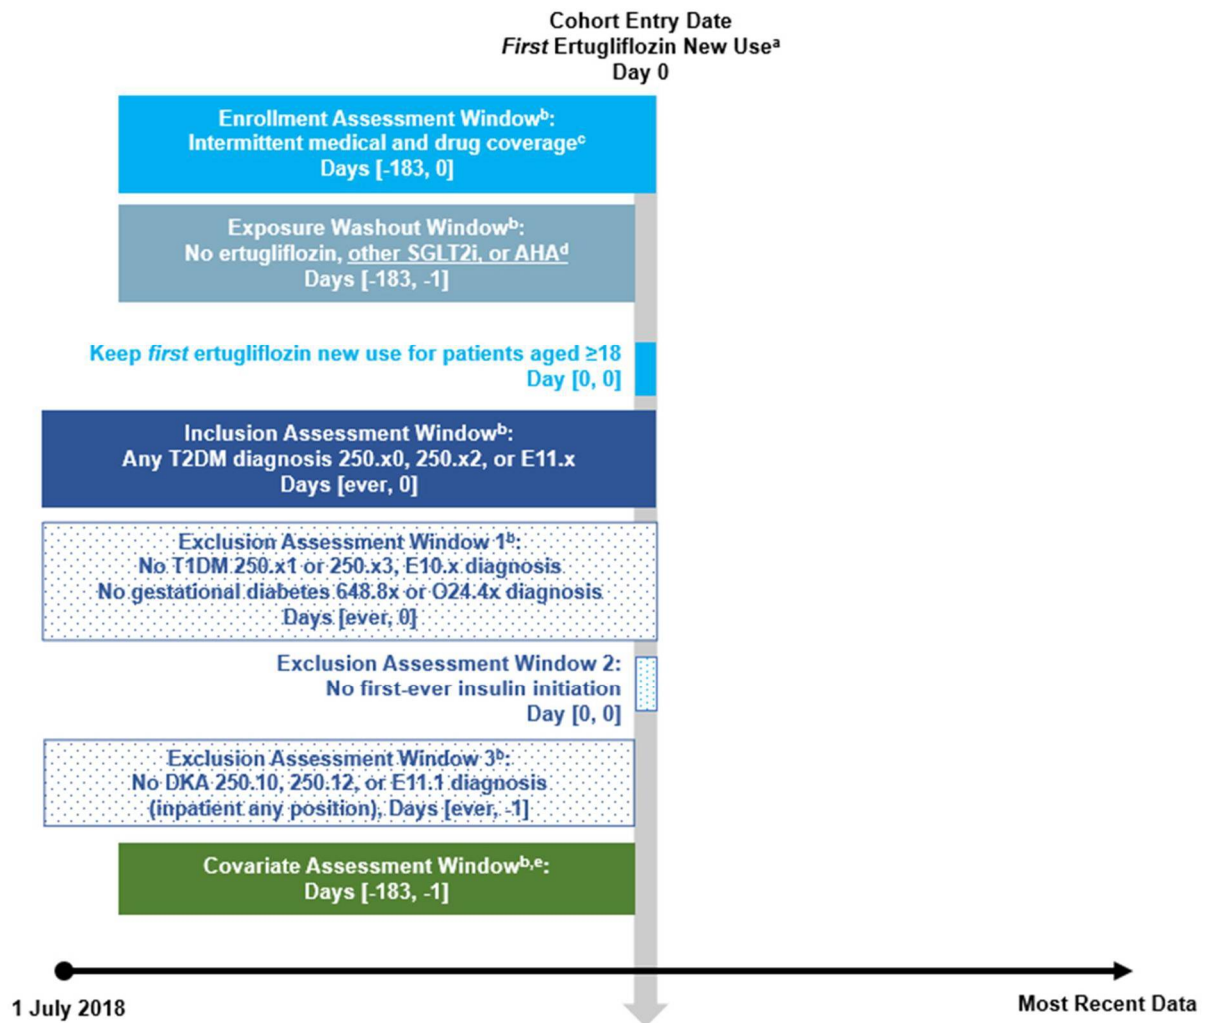 Cohort Entry Date
First Ertugliflozin New Useᵃ
Day 0
Enrollment Assessment Windowᵇ:
Intermittent medical and drug coverageᶜ
Days [-183, 0]
Exposure Washout Windowᵇ:
No ertugliflozin, other SGLT2i, or AHAᵈ
Days [-183, -1]
Keep first ertugliflozin new use for patients aged ≥18
Day [0, 0]
Inclusion Assessment Windowᵇ:
Any T2DM diagnosis 250.x0, 250.x2, or E11.x
Days [ever, 0]
Exclusion Assessment Window 1ᵇ:
No T1DM 250.x1 or 250.x3, E10.x diagnosis
No gestational diabetes 648.8x or O24.4x diagnosis
Days [ever, 0]
Exclusion Assessment Window 2:
No first-ever insulin initiation
Day [0, 0]
Exclusion Assessment Window 3ᵇ:
No DKA 250.10, 250.12, or E11.1 diagnosis
(inpatient any position), Days [ever, -1]
Covariate Assessment Windowᵇ,ᵉ:
Days [-183, -1]
1 July 2018
Most Recent Data